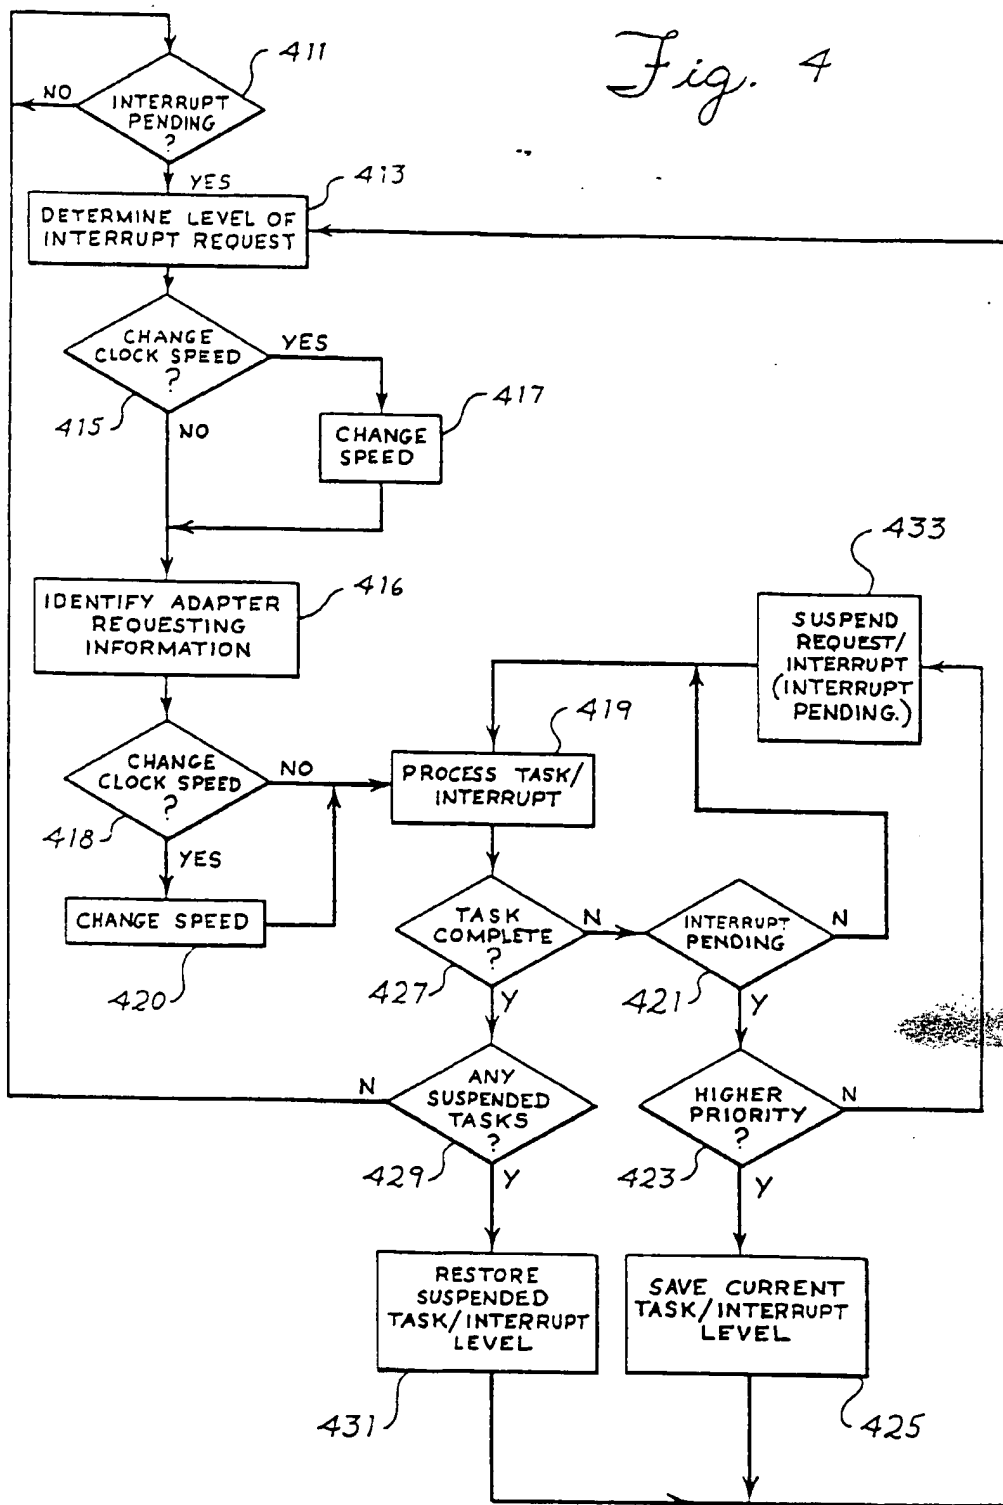 Fig. 4
411
NO
INTERRUPT
PENDING
?
YES
413
DETERMINE LEVEL OF
INTERRUPT REQUEST
CHANGE
CLOCK SPEED
?
YES
415
NO
417
CHANGE
SPEED
416
IDENTIFY ADAPTER
REQUESTING
INFORMATION
433
SUSPEND
REQUEST/
INTERRUPT
(INTERRUPT
PENDING.)
CHANGE
CLOCK SPEED
?
NO
418
YES
419
PROCESS TASK/
INTERRUPT
CHANGE SPEED
420
TASK
COMPLETE
?
N
427
Y
INTERRUPT
PENDING
N
421
Y
N
ANY
SUSPENDED
TASKS
?
429
Y
HIGHER
PRIORITY
?
N
423
Y
RESTORE
SUSPENDED
TASK/INTERRUPT
LEVEL
431
SAVE CURRENT
TASK/INTERRUPT
LEVEL
425